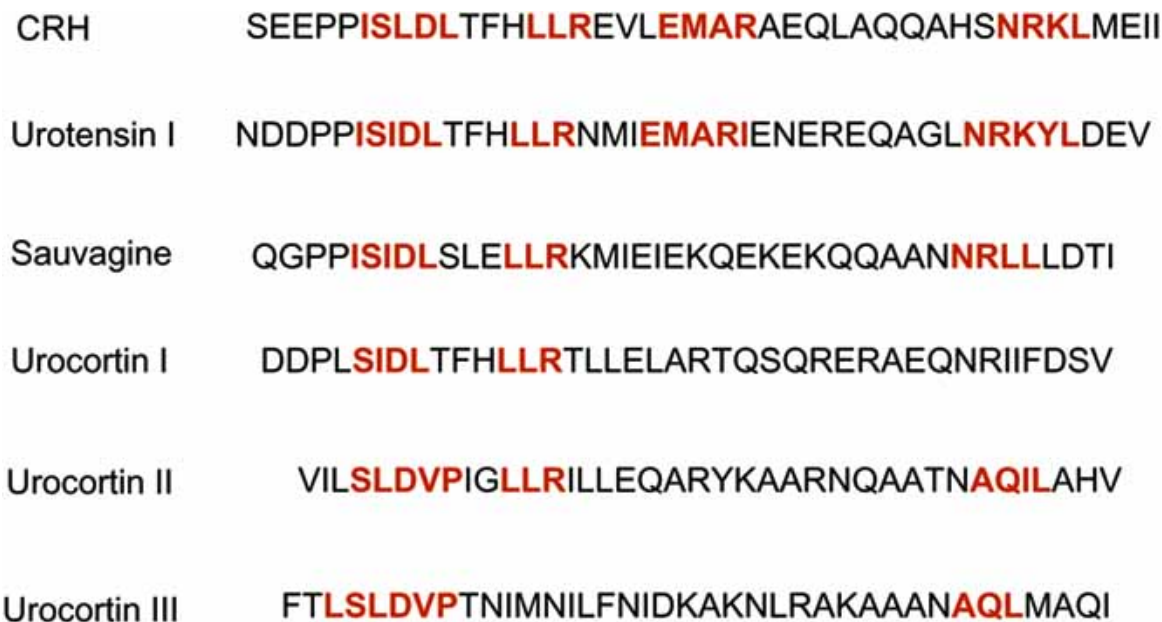 CRH SEEPPISLDLTFHLLREVLEMARAEQLAQQAHSNRKLMEII
Urotensin I NDDPPISIDLTFHLLRNMIEMARIENEREQAGLNRKYLDEV
Sauvagine QGPPISIDLSLELLRKMIEIEKQEKEKQQAANNRLLLDTI
Urocortin I DDPLSIDLTFHLLRTLLELARTQSQRERAEQNRIIFDSV
Urocortin II VILSLDVPIGLLRILLEQARYKAARNQAATNAQILAHV
Urocortin III FTLSLDVPTNIMNILFNIDKAKNLRAKAAANAQLMAQI